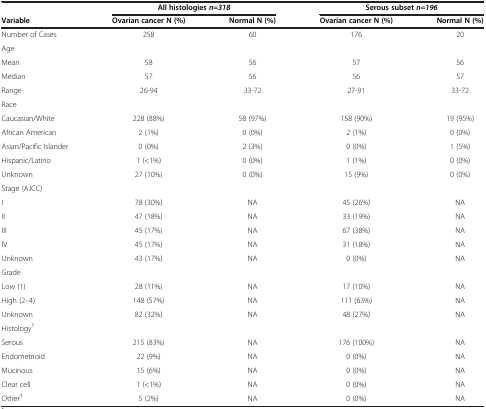 All histologies n=318 Serous subset n=196
Variable Ovarian cancer N (%) Normal N (%) Ovarian cancer N (%) Normal N (%)
Number of Cases 258 60 176 20
Age
Mean 58 56 57 56
Median 57 56 56 57
Range 26-94 33-72 27-91 33-72
Race
Caucasian/White 228 (88%) 58 (97%) 158 (90%) 19 (95%)
African American 2 (1%) 0 (0%) 2 (1%) 0 (0%)
Asian/Pacific Islander 0 (0%) 2 (3%) 0 (0%) 1 (5%)
Hispanic/Latino 1 (<1%) 0 (0%) 1 (1%) 0 (0%)
Unknown 27 (10%) 0 (0%) 15 (9%) 0 (0%)
Stage (AJCC)
I 78 (30%) NA 45 (26%) NA
II 47 (18%) NA 33 (19%) NA
III 45 (17%) NA 67 (38%) NA
IV 45 (17%) NA 31 (18%) NA
Unknown 43 (17%) NA 0 (0%) NA
Grade
Low (1) 28 (11%) NA 17 (10%) NA
High (2–4) 148 (57%) NA 111 (63%) NA
Unknown 82 (32%) NA 48 (27%) NA
Histology†
Serous 215 (83%) NA 176 (100%) NA
Endometrioid 22 (9%) NA 0 (0%) NA
Mucinous 15 (6%) NA 0 (0%) NA
Clear cell 1 (<1%) NA 0 (0%) NA
Other‡ 5 (2%) NA 0 (0%) NA